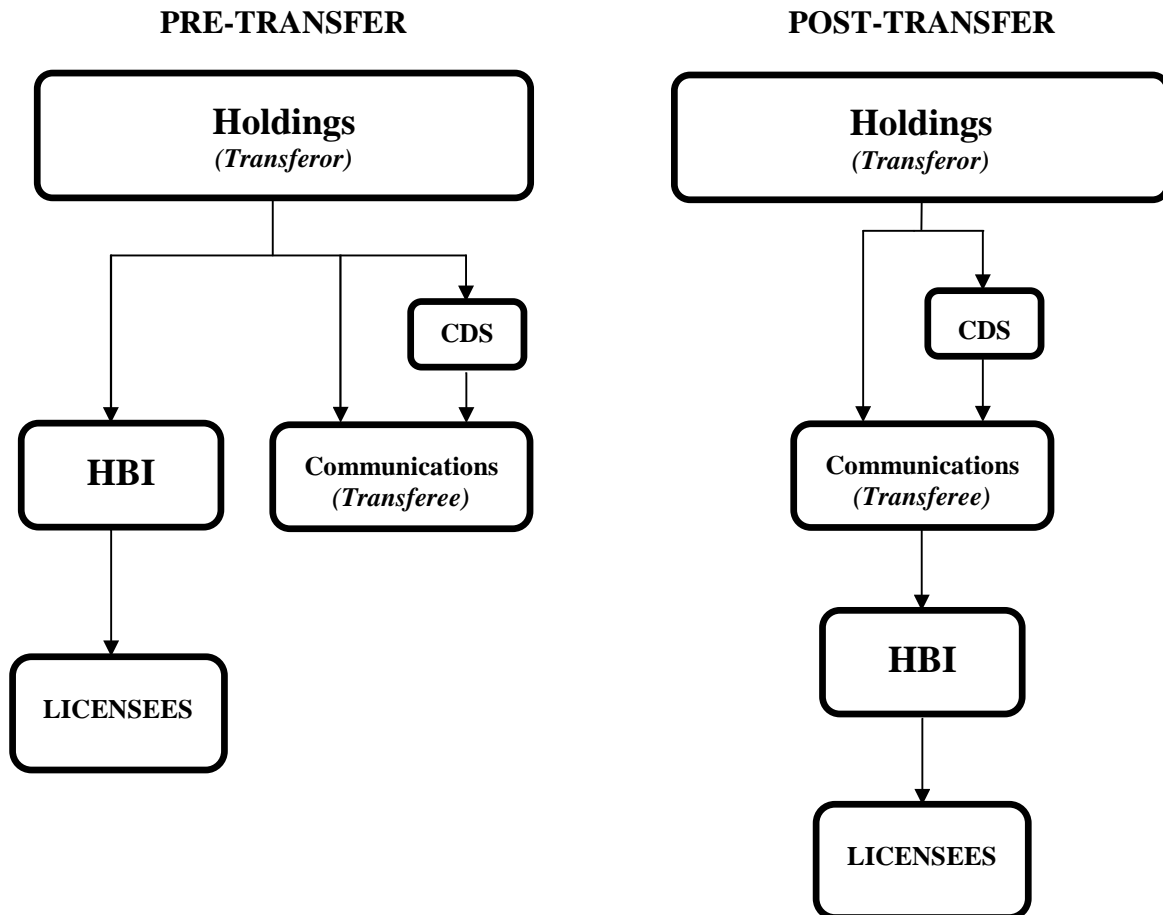 PRE-TRANSFER
Holdings
(Transferor)
CDS
HBI
Communications
(Transferee)
LICENSEES
POST-TRANSFER
Holdings
(Transferor)
CDS
Communications
(Transferee)
HBI
LICENSEES